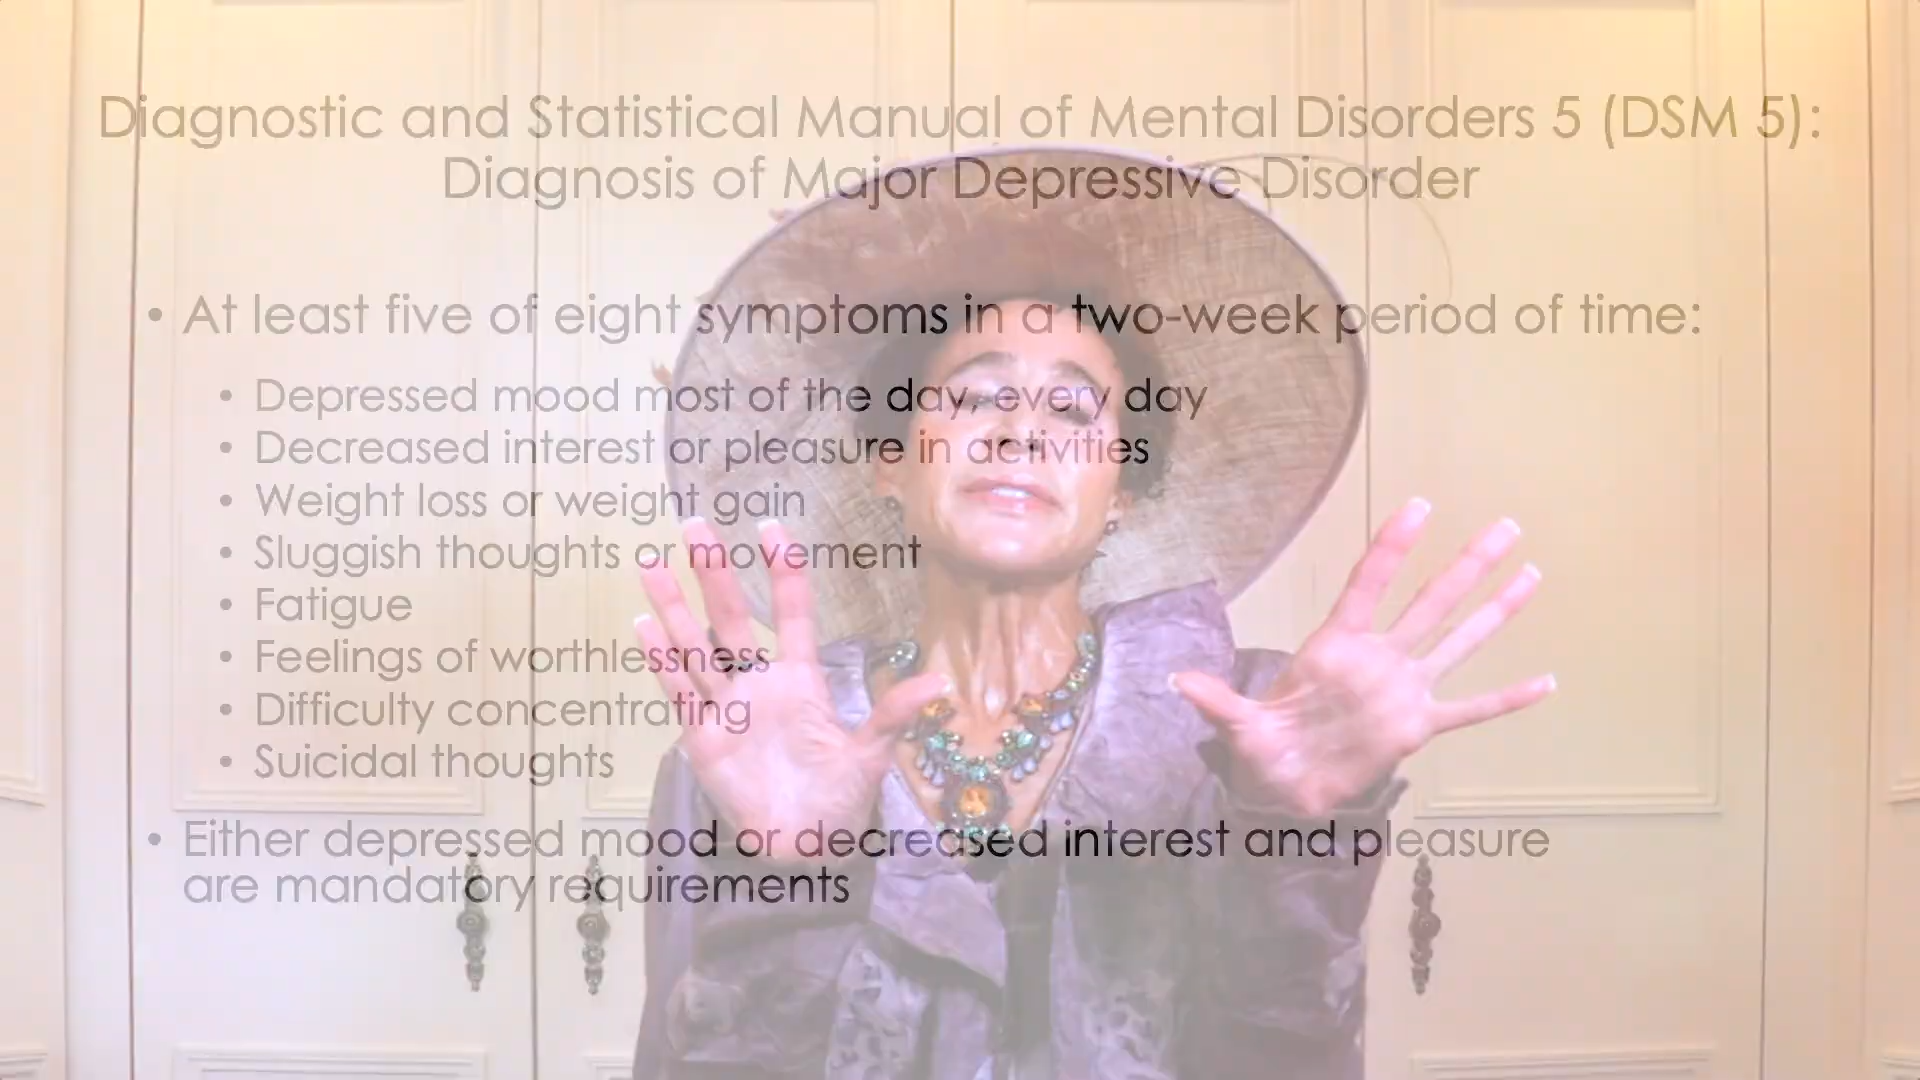 Diagnostic and Statistical Manual of Mental Disorders 5 (DSM 5):
Diagnosis of Major Depressive Disorder
• At least five of eight symptoms in a two-week period of time:
• Depressed mood most of the day, every day
• Decreased interest or pleasure in activities
• Weight loss or weight gain
• Sluggish thoughts or movement
• Fatigue
• Feelings of worthlessness
• Difficulty concentrating
• Suicidal thoughts
• Either depressed mood or decreased interest and pleasure
are mandatory requirements